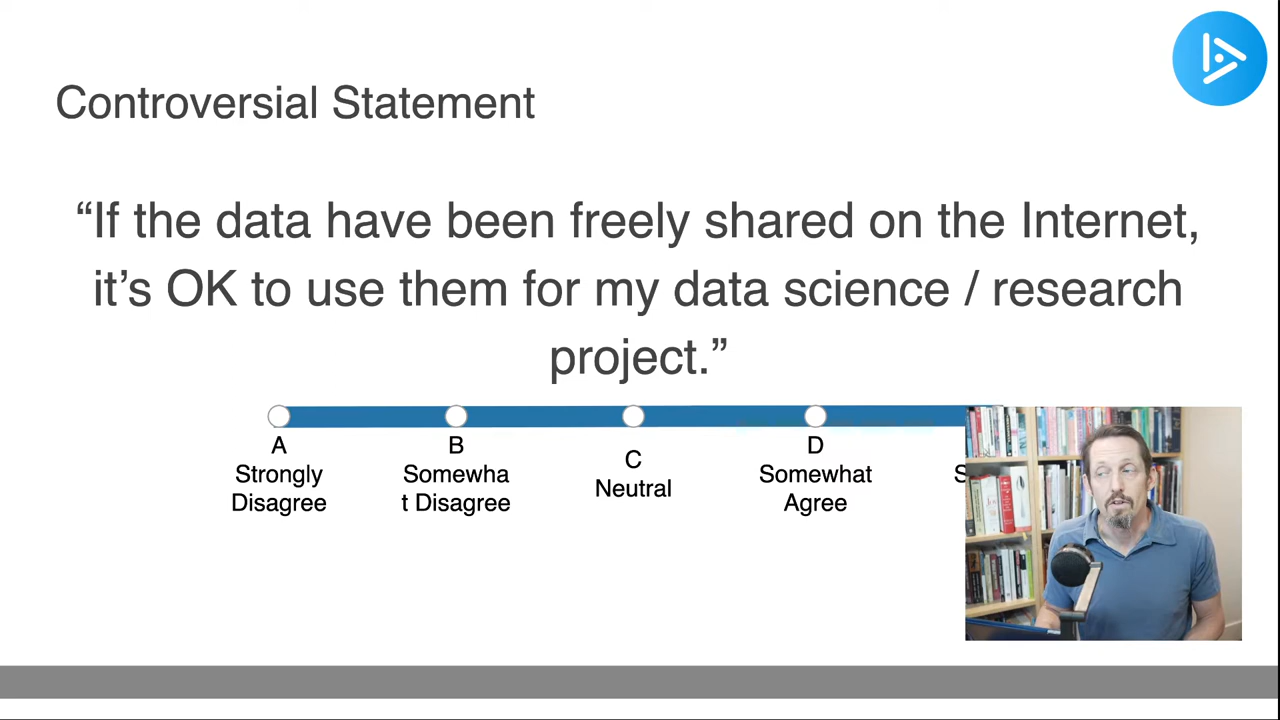 Controversial Statement
“If the data have been freely shared on the Internet,
it’s OK to use them for my data science / research
project.”
A
Strongly
Disagree
B
Somewha
t Disagree
C
Neutral
D
Somewhat
Agree
S